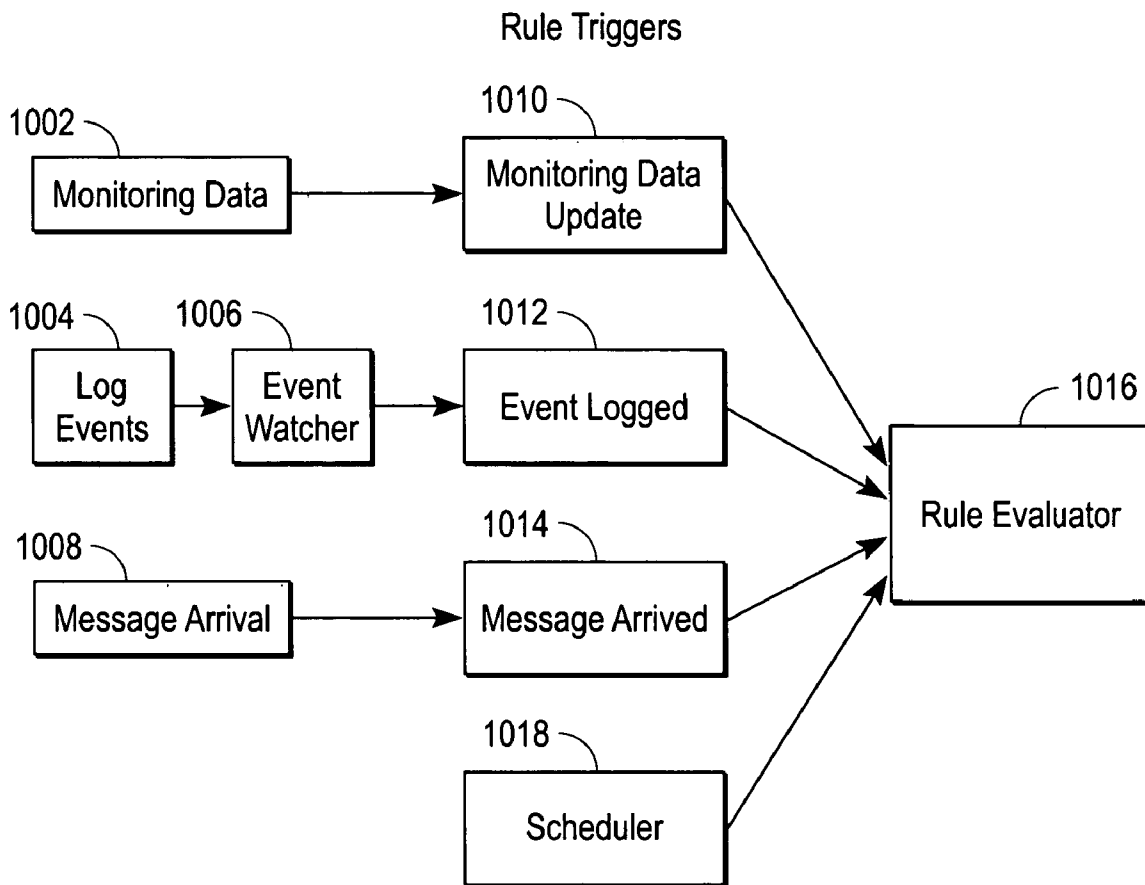 Rule Triggers
1002
Monitoring Data
1010
Monitoring Data
Update
1004
Log
Events
1006
Event
Watcher
1012
Event Logged
1016
Rule Evaluator
1008
Message Arrival
1014
Message Arrived
1018
Scheduler